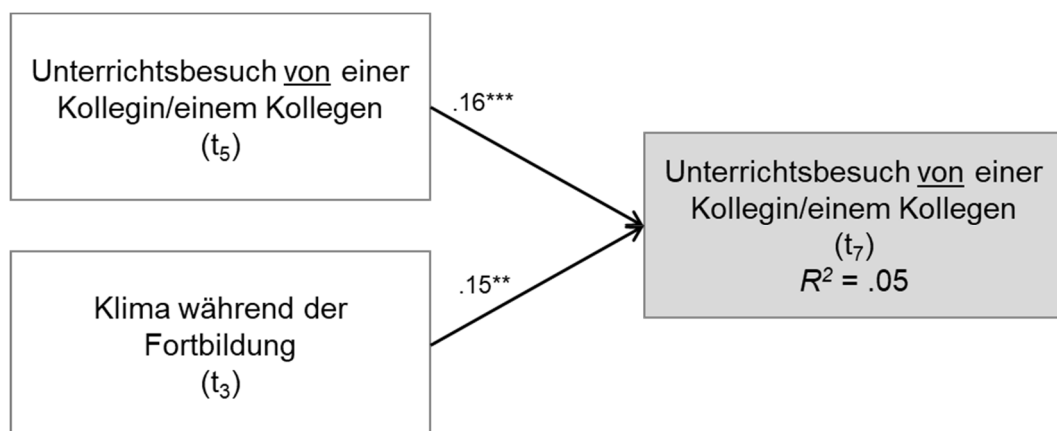 Unterrichtsbesuch von einer
Kollegin/einem Kollegen
(t₅)
.16***
Unterrichtsbesuch von einer
Kollegin/einem Kollegen
(t₇)
R² = .05
Klima während der
Fortbildung
(t₃)
.15**